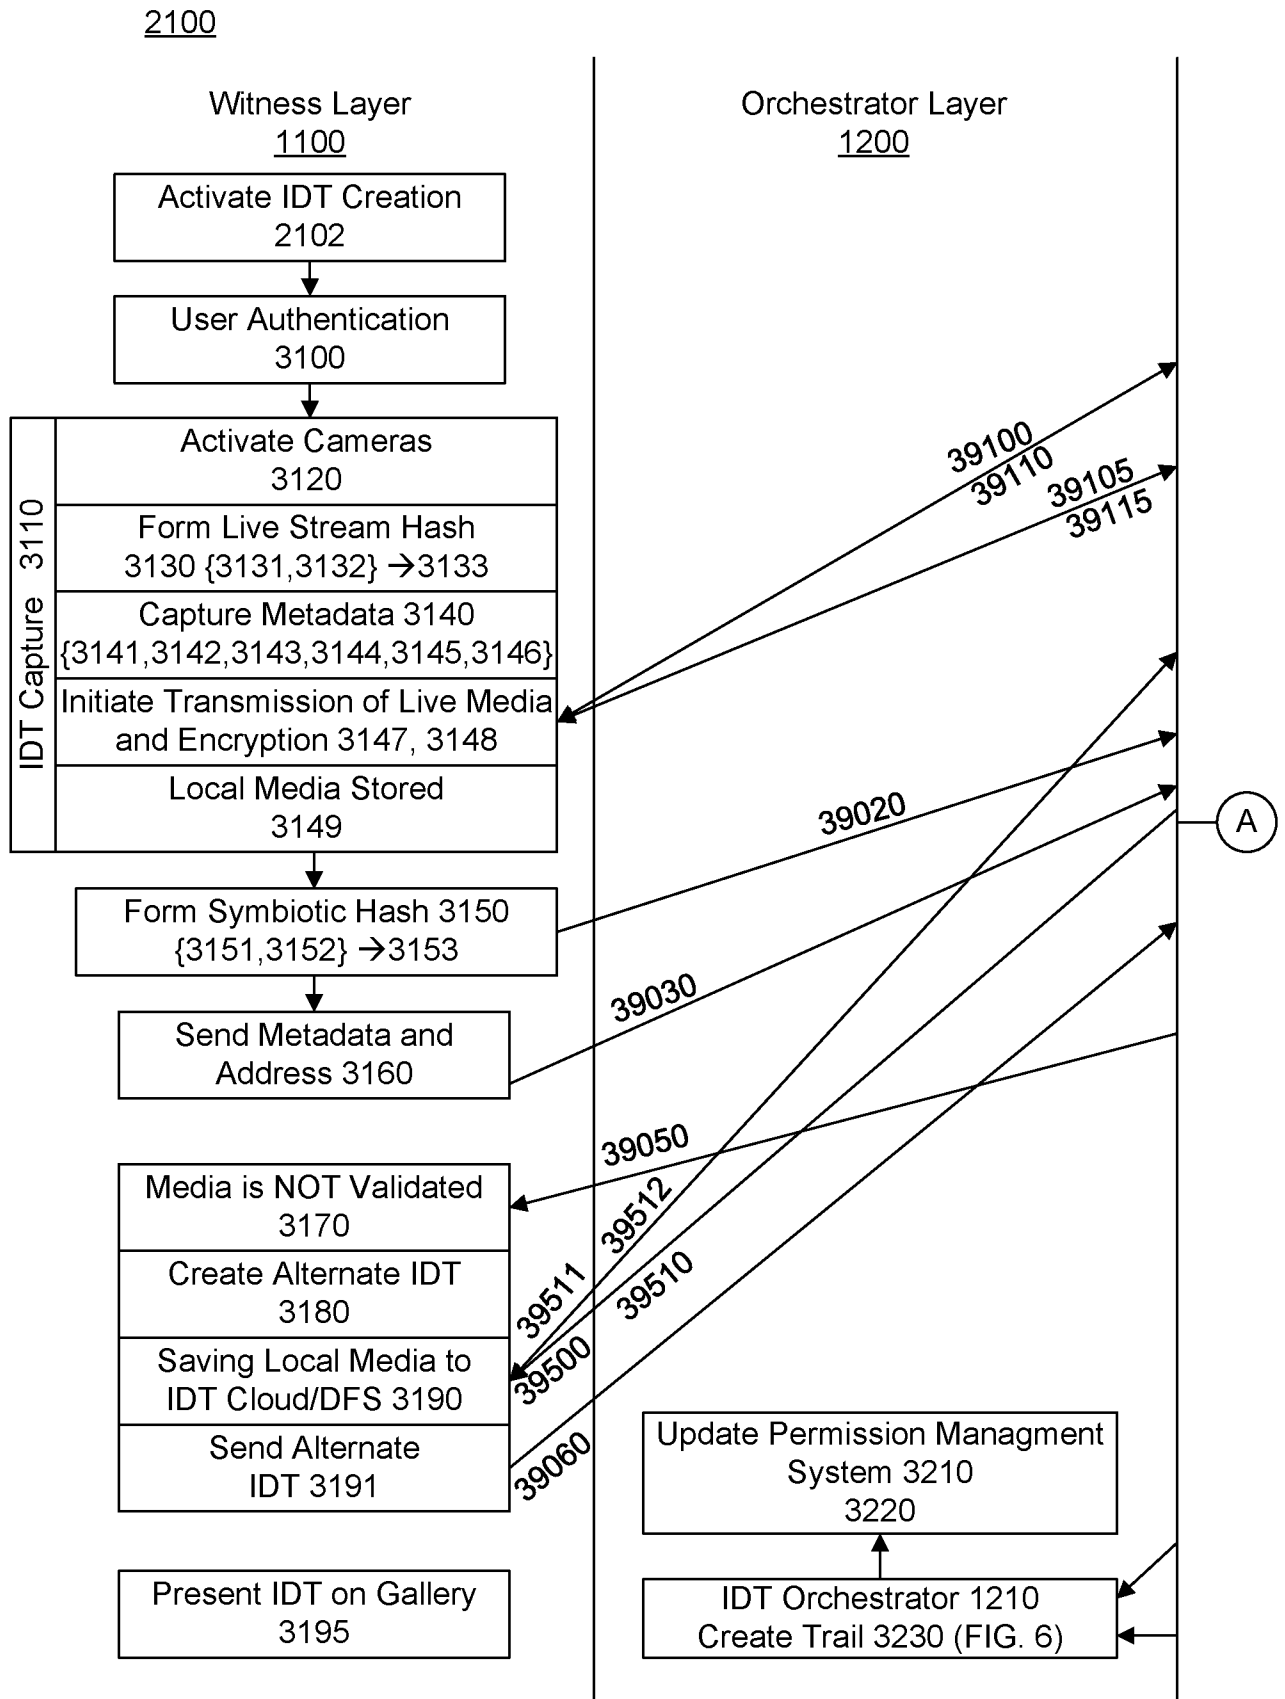 2100
Witness Layer
1100
Orchestrator Layer
1200
Activate IDT Creation
2102
User Authentication
3100
IDT Capture 3110
Activate Cameras
3120
Form Live Stream Hash
3130 {3131,3132} →3133
Capture Metadata 3140
{3141,3142,3143,3144,3145,3146}
Initiate Transmission of Live Media
and Encryption 3147, 3148
Local Media Stored
3149
39100
39110
39105
39115
39020
A
Form Symbiotic Hash 3150
{3151,3152} →3153
39030
Send Metadata and
Address 3160
39050
Media is NOT Validated
3170
Create Alternate IDT
3180
Saving Local Media to
IDT Cloud/DFS 3190
Send Alternate
IDT 3191
39512
39511
39510
39500
39060
Update Permission Managment
System 3210
3220
Present IDT on Gallery
3195
IDT Orchestrator 1210
Create Trail 3230 (FIG. 6)